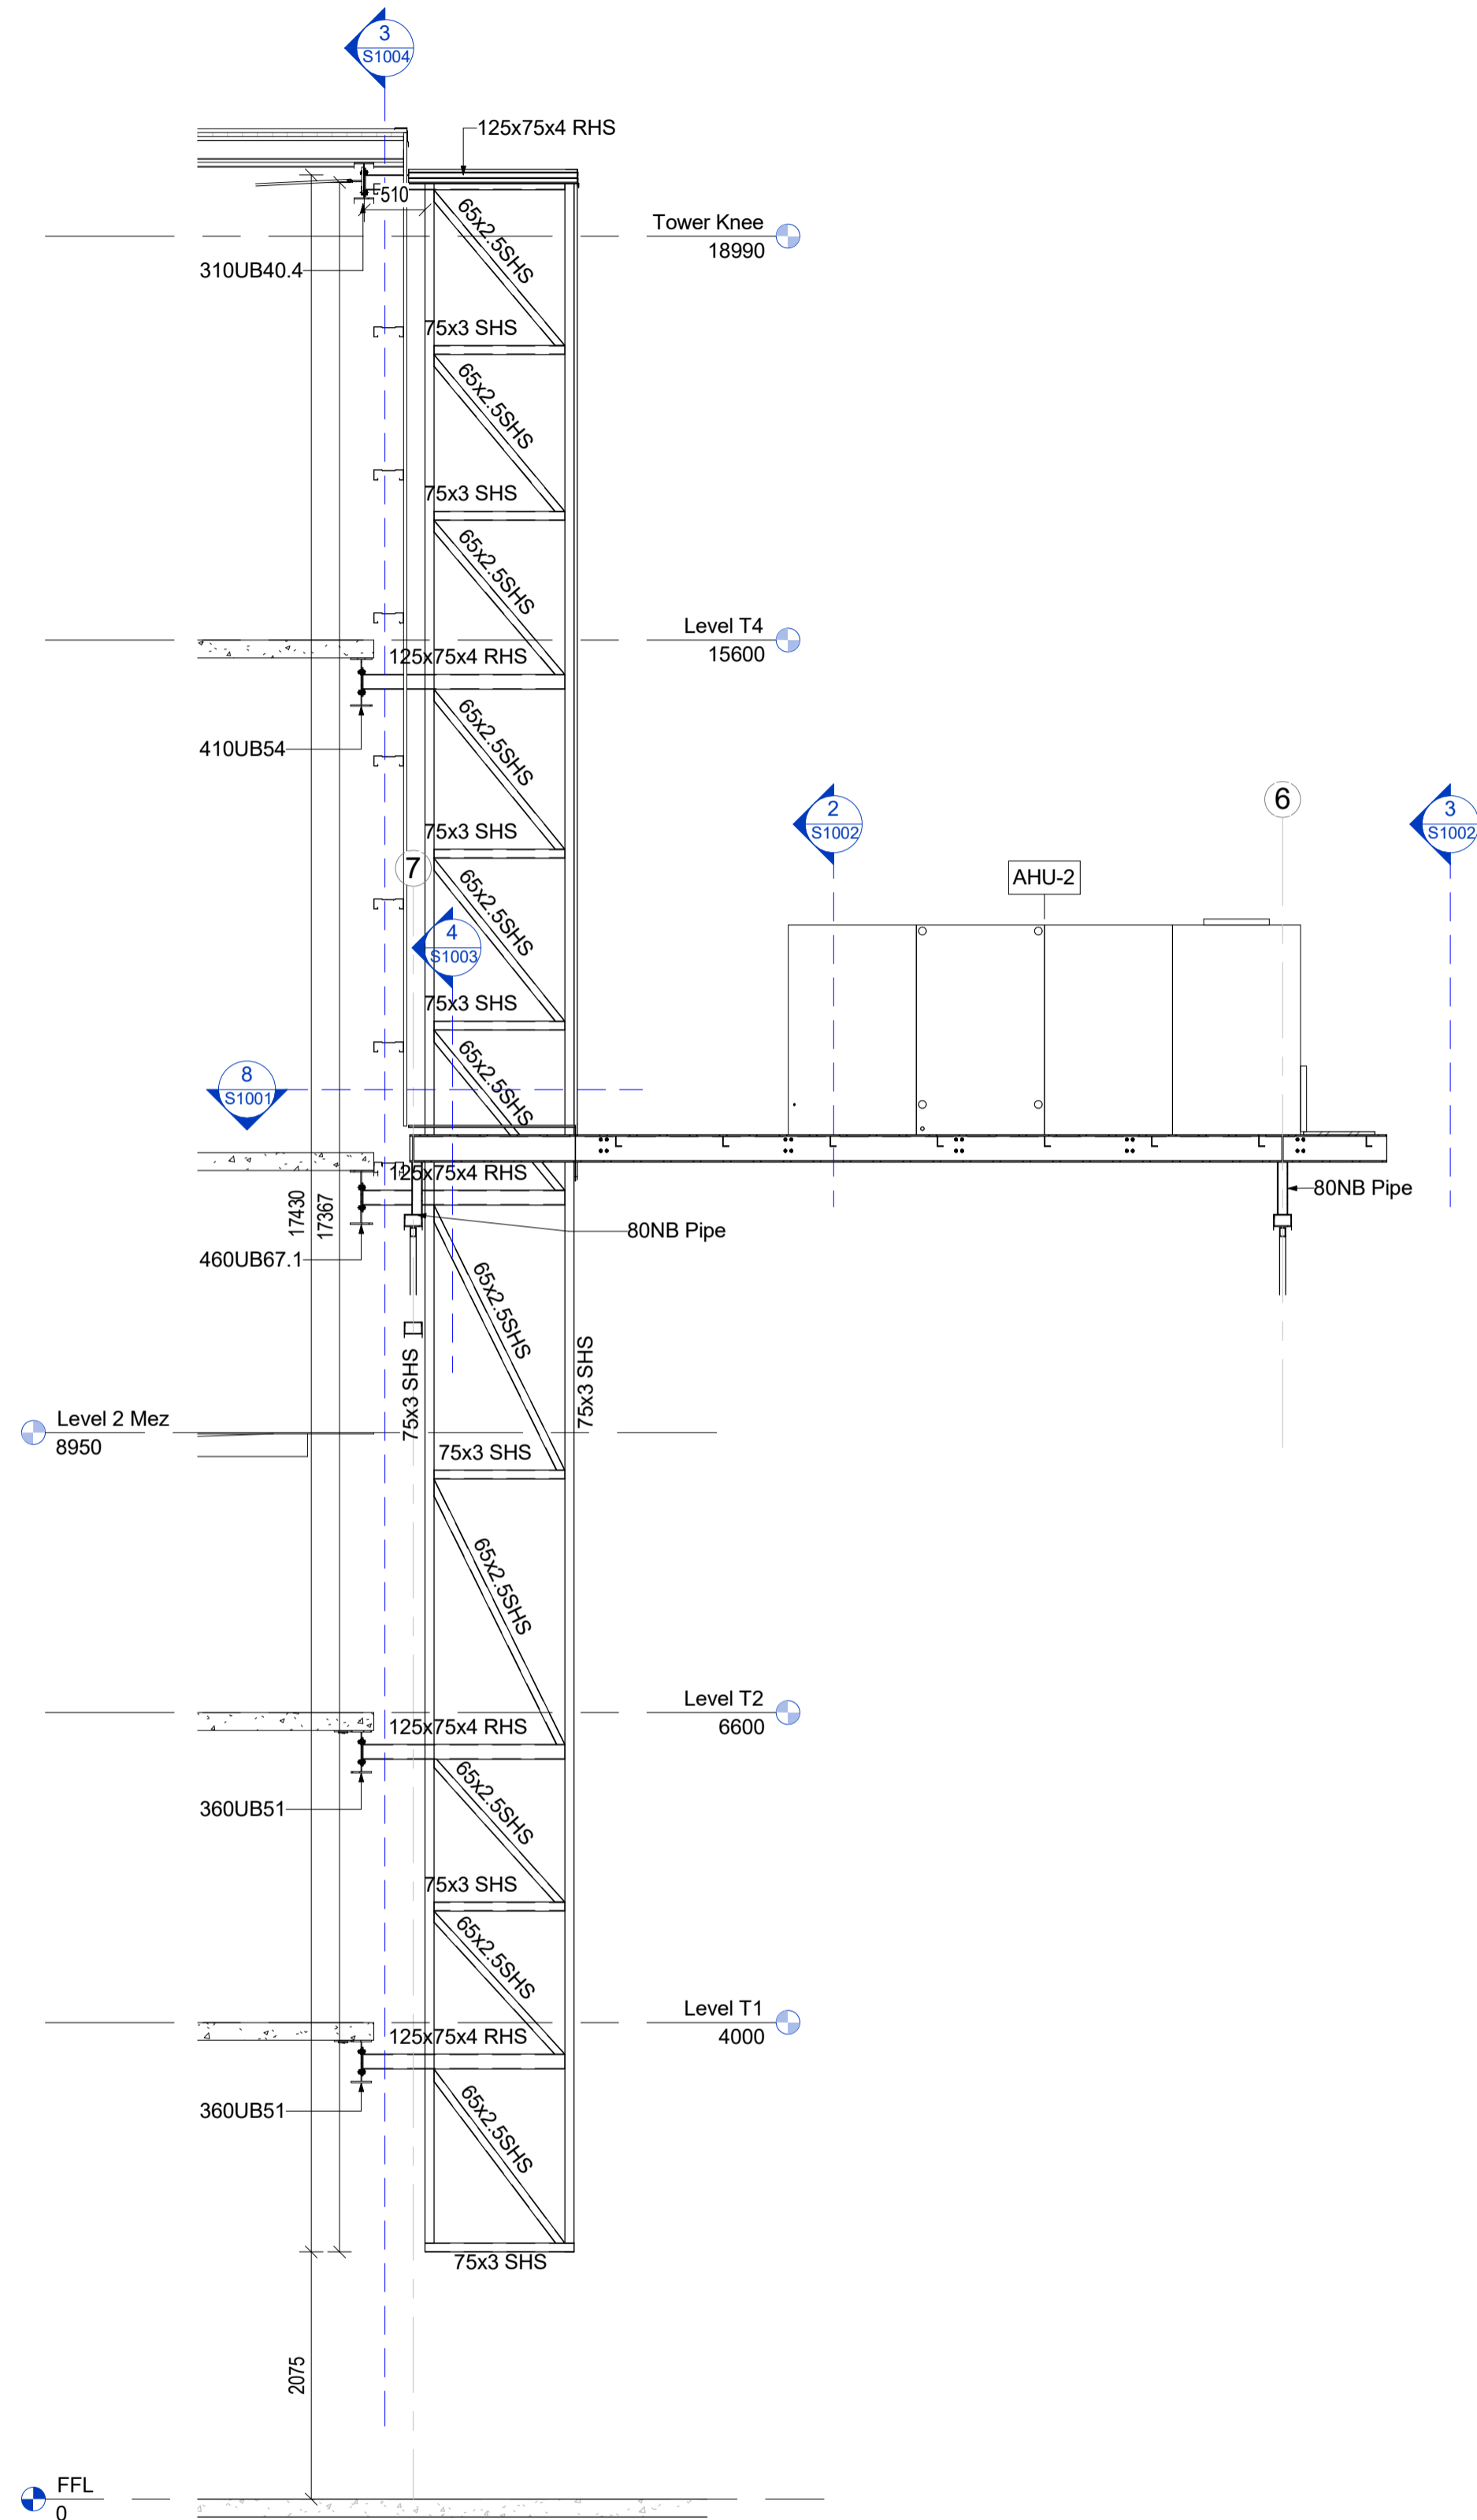 3
S1004
125x75x4 RHS
510
65x2.5SHS
Tower Knee
18990
310UB40.4
75x3 SHS
65x2.5SHS
75x3 SHS
65x2.5SHS
Level T4
15600
125x75x4 RHS
65x2.5SHS
410UB54
2
S1002
6
3
S1002
75x3 SHS
7
AHU-2
65x2.5SHS
4
S1003
75x3 SHS
65x2.5SHS
8
S1001
125x75x4 RHS
80NB Pipe
17430
17367
80NB Pipe
460UB67.1
65x2.5SHS
75x3 SHS
75x3 SHS
Level 2 Mez
8950
75x3 SHS
65x2.5SHS
Level T2
6600
125x75x4 RHS
65x2.5SHS
360UB51
75x3 SHS
65x2.5SHS
Level T1
4000
125x75x4 RHS
360UB51
65x2.5SHS
75x3 SHS
2075
FFL
0